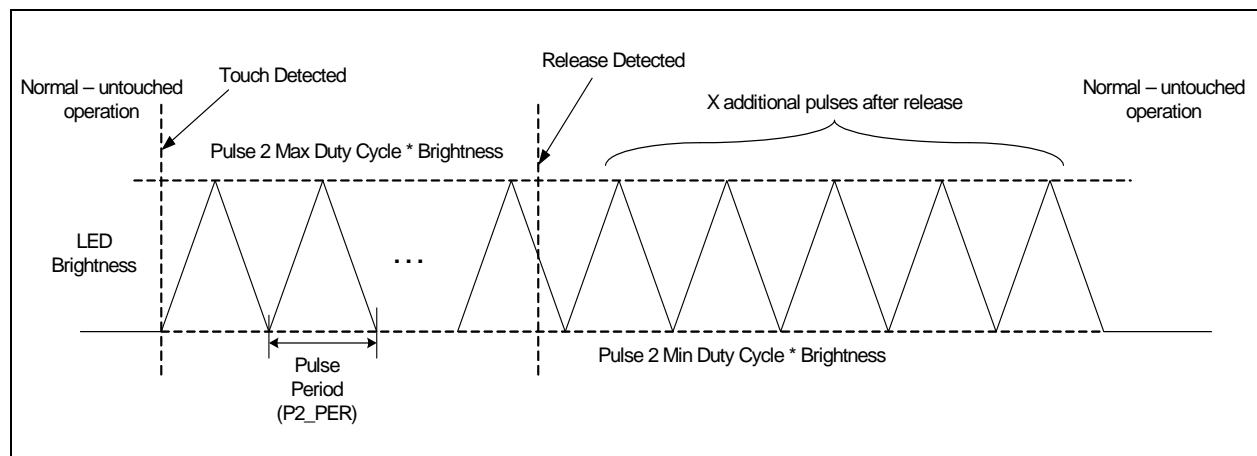 Normal – untouched
operation
Touch Detected
Release Detected
X additional pulses after release
Normal – untouched
operation
Pulse 2 Max Duty Cycle * Brightness
LED
Brightness
...
Pulse 2 Min Duty Cycle * Brightness
Pulse
Period
(P2_PER)